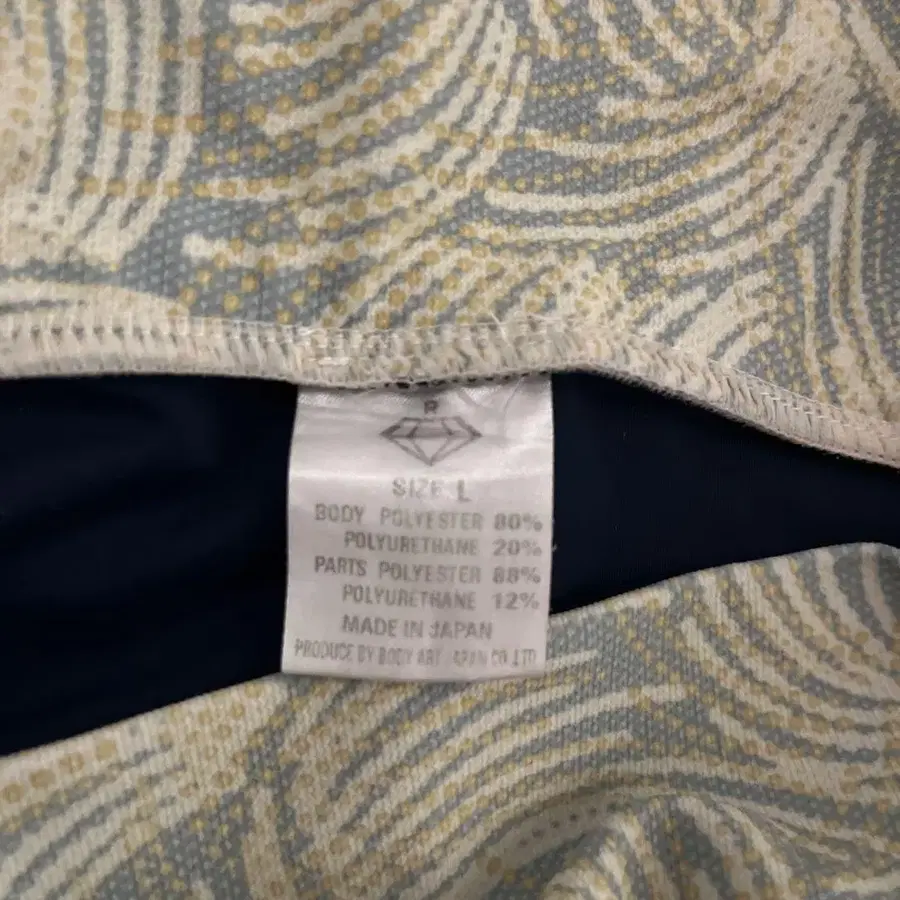 R
SIZE L
BODY POLYESTER 80%
POLYURETHANE 20%
PARTS POLYESTER 88%
POLYURETHANE 12%
MADE IN JAPAN
PRODUCE BY BODY ART JAPAN CO.,LTD